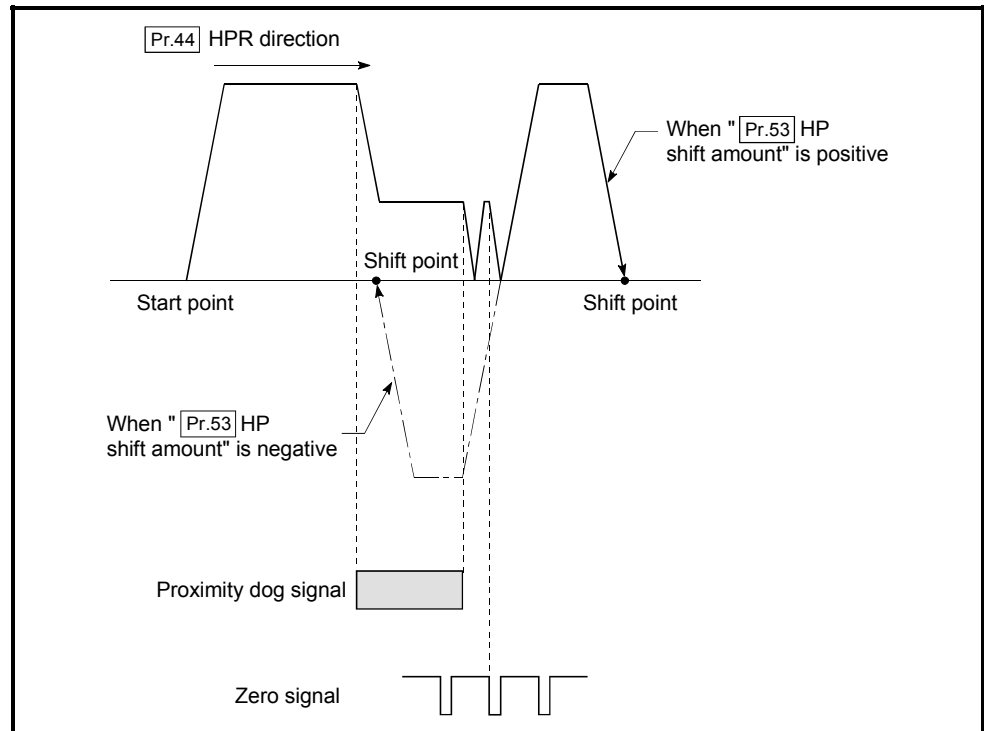 Pr.44 HPR direction
When " Pr.53 HP
shift amount" is positive
Shift point
Start point
Shift point
When " Pr.53 HP
shift amount" is negative
Proximity dog signal
Zero signal